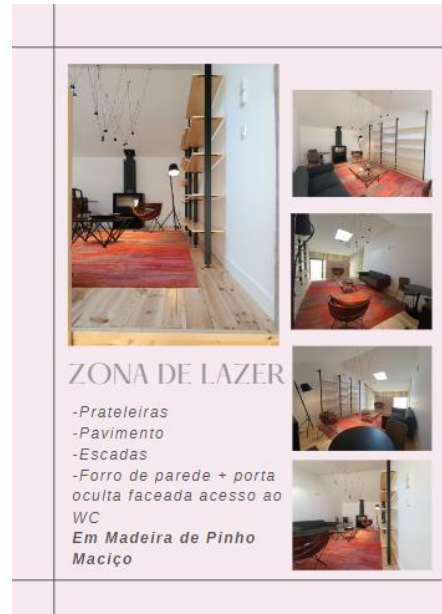 ZONA DE LAZER
-Prateleiras
-Pavimento
-Escadas
-Forro de parede + porta
oculta faceada acesso ao
WC
Em Madeira de Pinho
Maciço